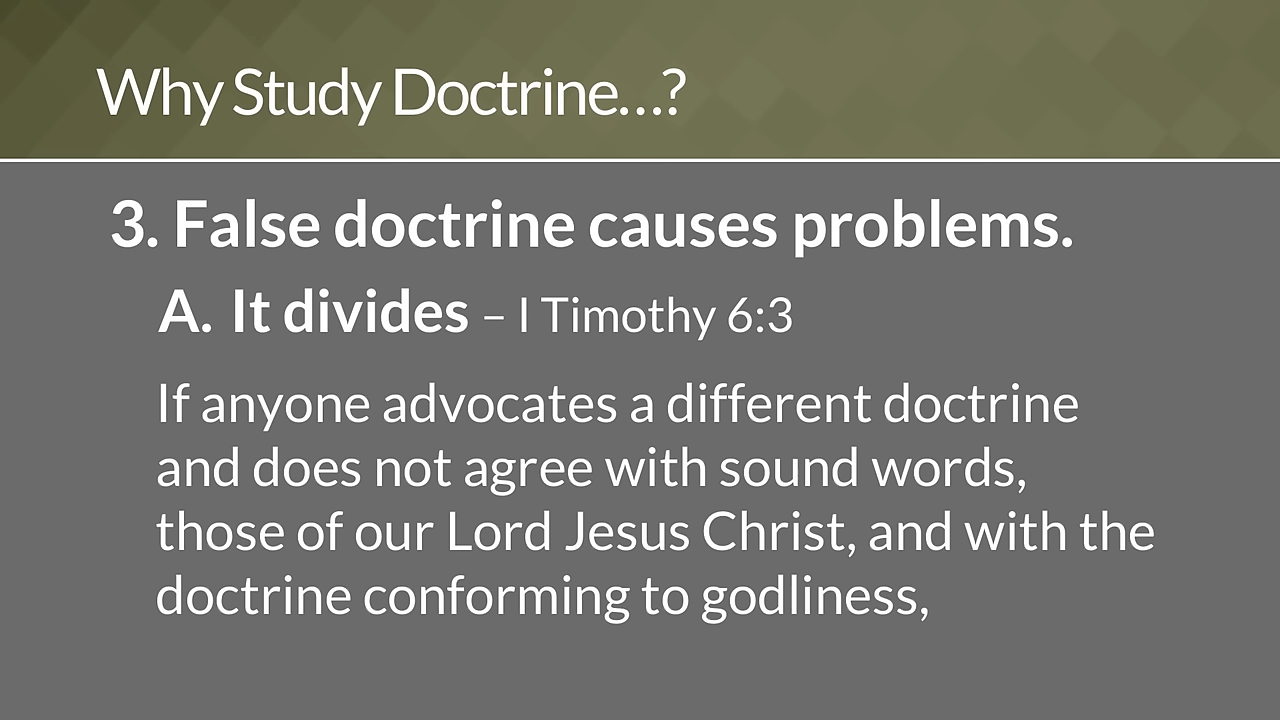 Why Study Doctrine...?
3. False doctrine causes problems.
A. It divides – I Timothy 6:3
If anyone advocates a different doctrine
and does not agree with sound words,
those of our Lord Jesus Christ, and with the
doctrine conforming to godliness,